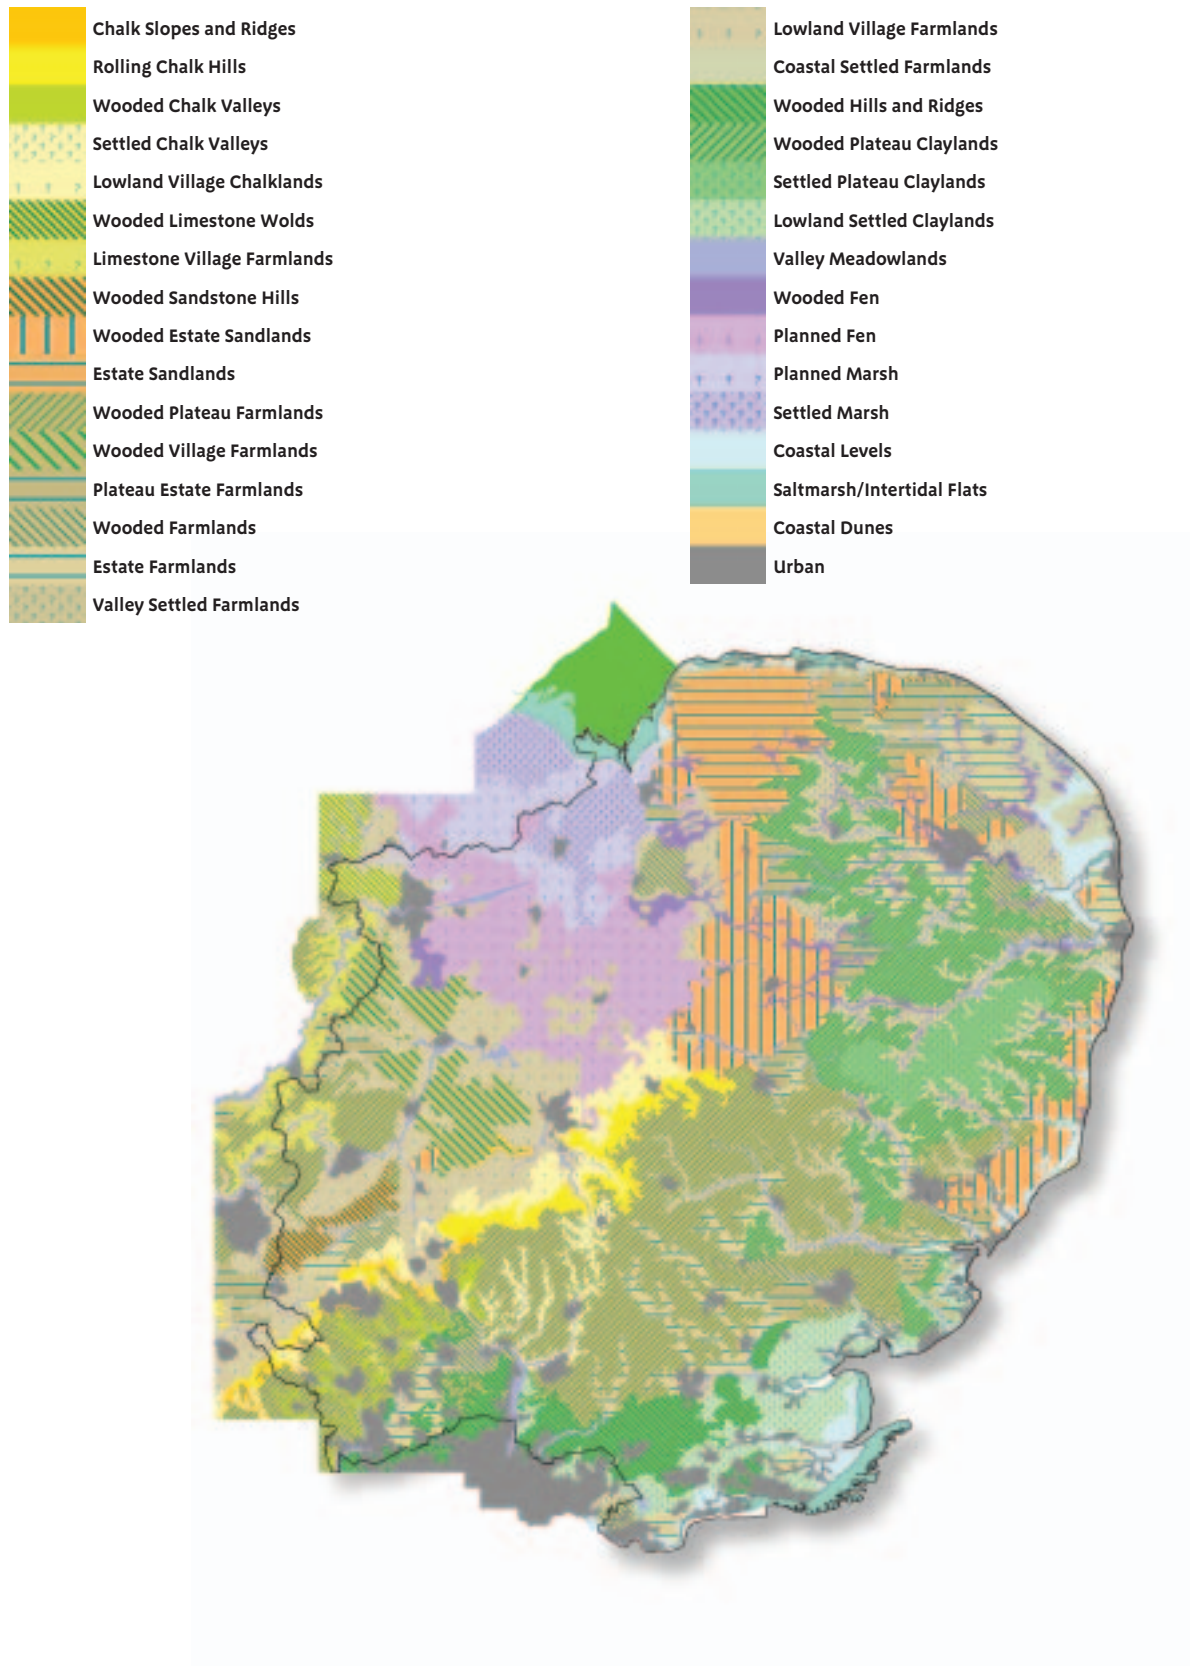 Chalk Slopes and Ridges
Rolling Chalk Hills
Wooded Chalk Valleys
Settled Chalk Valleys
Lowland Village Chalklands
Wooded Limestone Wolds
Limestone Village Farmlands
Wooded Sandstone Hills
Wooded Estate Sandlands
Estate Sandlands
Wooded Plateau Farmlands
Wooded Village Farmlands
Plateau Estate Farmlands
Wooded Farmlands
Estate Farmlands
Valley Settled Farmlands
Lowland Village Farmlands
Coastal Settled Farmlands
Wooded Hills and Ridges
Wooded Plateau Claylands
Settled Plateau Claylands
Lowland Settled Claylands
Valley Meadowlands
Wooded Fen
Planned Fen
Planned Marsh
Settled Marsh
Coastal Levels
Saltmarsh/Intertidal Flats
Coastal Dunes
Urban